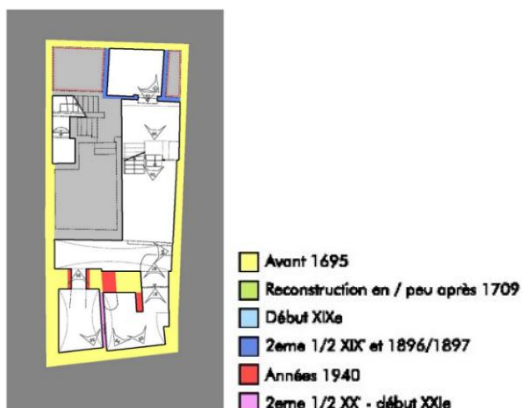 Avant 1695
Reconstruction en / peu après 1709
Début XIXe
2eme 1/2 XIX° et 1896/1897
Années 1940
2eme 1/2 XX° - début XXIe